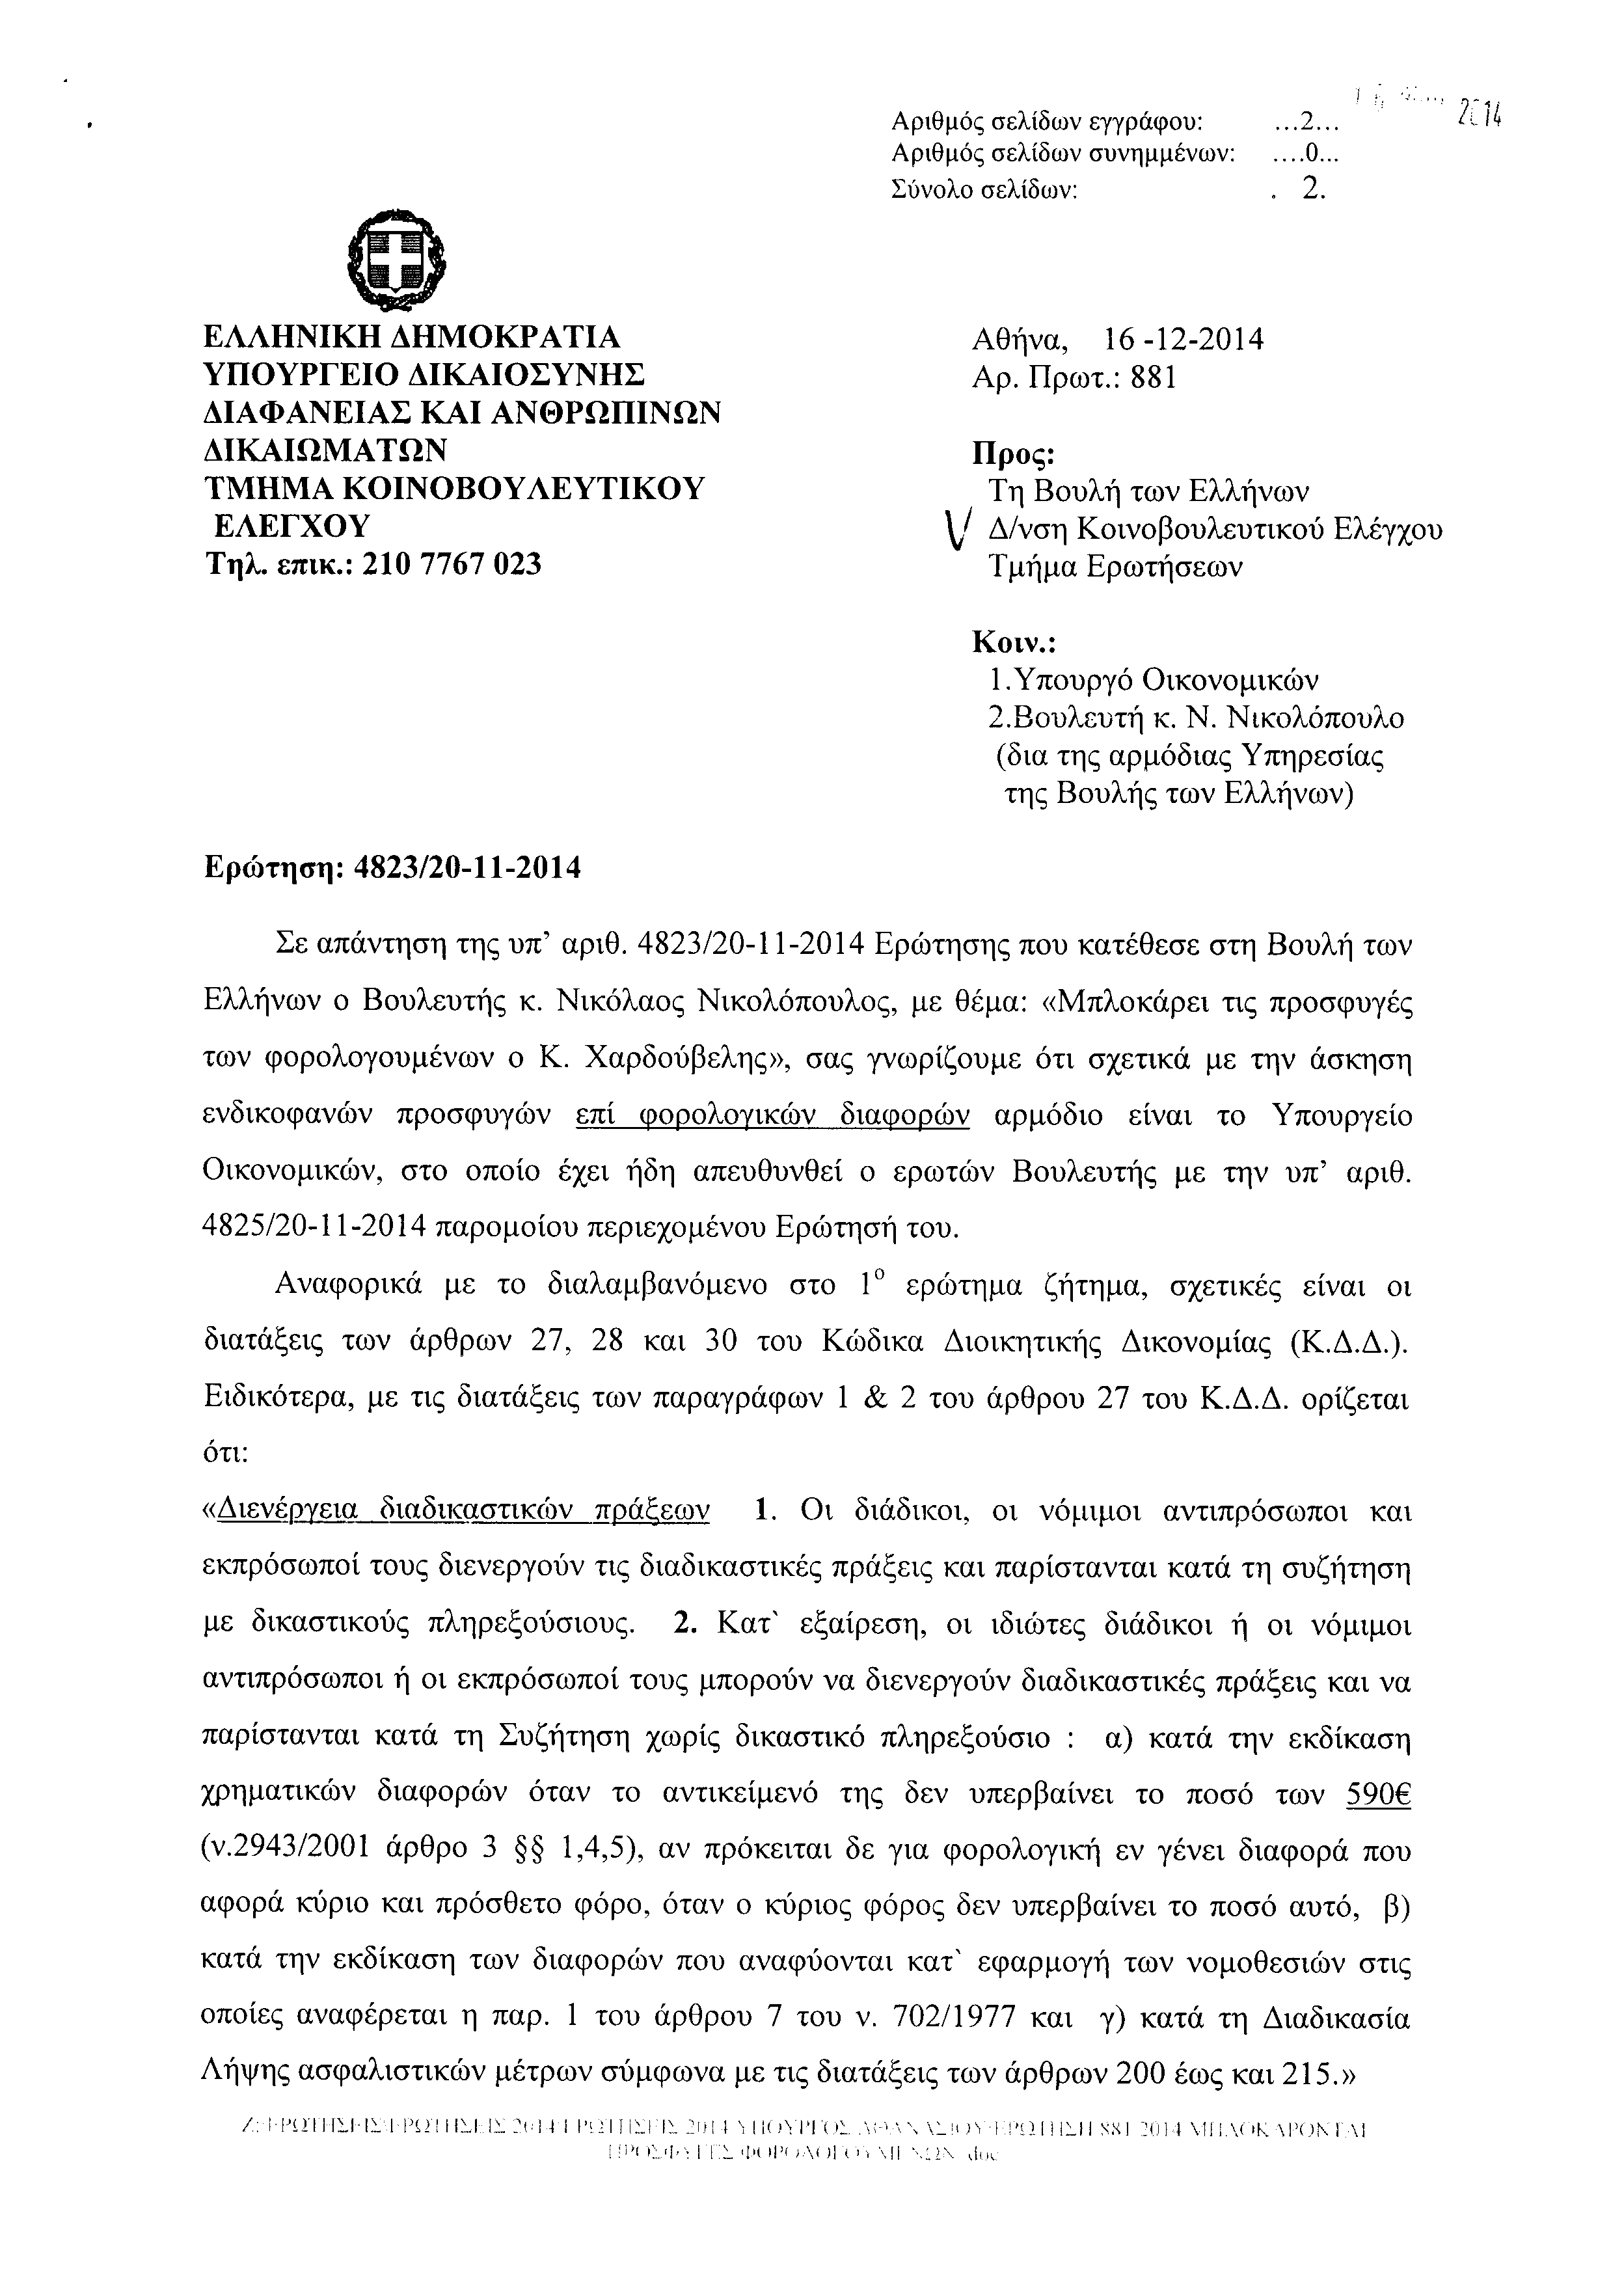 2014
Αριθμός σελίδων εγγράφου: ...2...
Αριθμός σελίδων συνημμένων: ....0...
Σύνολο σελίδων: . 2.
ΕΛΛΗΝΙΚΗ ΔΗΜΟΚΡΑΤΙΑ
ΥΠΟΥΡΓΕΙΟ ΔΙΚΑΙΟΣΥΝΗΣ
ΔΙΑΦΑΝΕΙΑΣ ΚΑΙ ΑΝΘΡΩΠΙΝΩΝ
ΔΙΚΑΙΩΜΑΤΩΝ
ΤΜΗΜΑ ΚΟΙΝΟΒΟΥΛΕΥΤΙΚΟΥ
ΕΛΕΓΧΟΥ
Τηλ. επικ.: 210 7767 023
Αθήνα, 16 -12-2014
Αρ. Πρωτ.: 881
Προς:
Τη Βουλή των Ελλήνων
Δ/νση Κοινοβουλευτικού Ελέγχου
Τμήμα Ερωτήσεων
Κοιν.:
1.Υπουργό Οικονομικών
2.Βουλευτή κ. Ν. Νικολόπουλο
(δια της αρμόδιας Υπηρεσίας
της Βουλής των Ελλήνων)
Ερώτηση: 4823/20-11-2014
Σε απάντηση της υπ’ αριθ. 4823/20-11-2014 Ερώτησης που κατέθεσε στη Βουλή των
Ελλήνων ο Βουλευτής κ. Νικόλαος Νικολόπουλος, με θέμα: «Μπλοκάρει τις προσφυγές
των φορολογουμένων ο Κ. Χαρδούβελης», σας γνωρίζουμε ότι σχετικά με την άσκηση
ενδικοφανών προσφυγών επί φορολογικών διαφορών αρμόδιο είναι το Υπουργείο
Οικονομικών, στο οποίο έχει ήδη απευθυνθεί ο ερωτών Βουλευτής με την υπ’ αριθ.
4825/20-11-2014 παρομοίου περιεχομένου Ερώτησή του.
Αναφορικά με το διαλαμβανόμενο στο 1ο ερώτημα ζήτημα, σχετικές είναι οι
διατάξεις των άρθρων 27, 28 και 30 του Κώδικα Διοικητικής Δικονομίας (Κ.Δ.Δ.).
Ειδικότερα, με τις διατάξεις των παραγράφων 1 & 2 του άρθρου 27 του Κ.Δ.Δ. ορίζεται
ότι:
«Διενέργεια διαδικαστικών πράξεων 1. Οι διάδικοι, οι νόμιμοι αντιπρόσωποι και
εκπρόσωποί τους διενεργούν τις διαδικαστικές πράξεις και παρίστανται κατά τη συζήτηση
με δικαστικούς πληρεξούσιους. 2. Κατ` εξαίρεση, οι ιδιώτες διάδικοι ή οι νόμιμοι
αντιπρόσωποι ή οι εκπρόσωποί τους μπορούν να διενεργούν διαδικαστικές πράξεις και να
παρίστανται κατά τη Συζήτηση χωρίς δικαστικό πληρεξούσιο : α) κατά την εκδίκαση
χρηματικών διαφορών όταν το αντικείμενό της δεν υπερβαίνει το ποσό των 590€
(ν.2943/2001 άρθρο 3 §§ 1,4,5), αν πρόκειται δε για φορολογική εν γένει διαφορά που
αφορά κύριο και πρόσθετο φόρο, όταν ο κύριος φόρος δεν υπερβαίνει το ποσό αυτό, β)
κατά την εκδίκαση των διαφορών που αναφύονται κατ` εφαρμογή των νομοθεσιών στις
οποίες αναφέρεται η παρ. 1 του άρθρου 7 του ν. 702/1977 και γ) κατά τη Διαδικασία
Λήψης ασφαλιστικών μέτρων σύμφωνα με τις διατάξεις των άρθρων 200 έως και 215.»